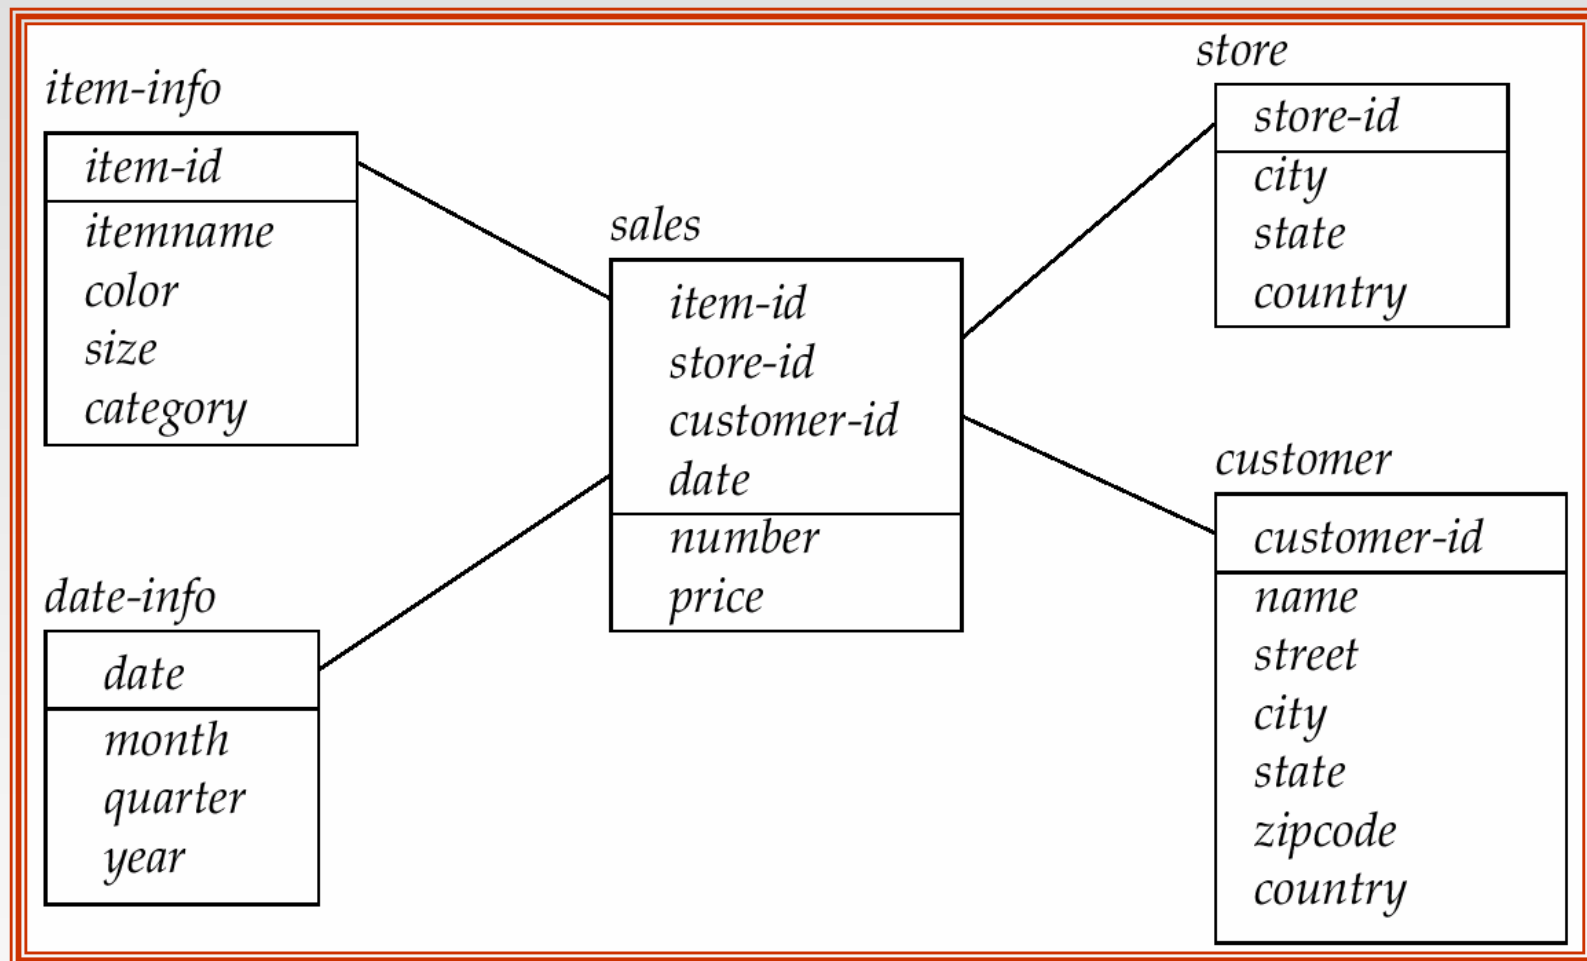 item-info
item-id
itemname
color
size
category
date-info
date
month
quarter
year
sales
item-id
store-id
customer-id
date
number
price
store
store-id
city
state
country
customer
customer-id
name
street
city
state
zipcode
country